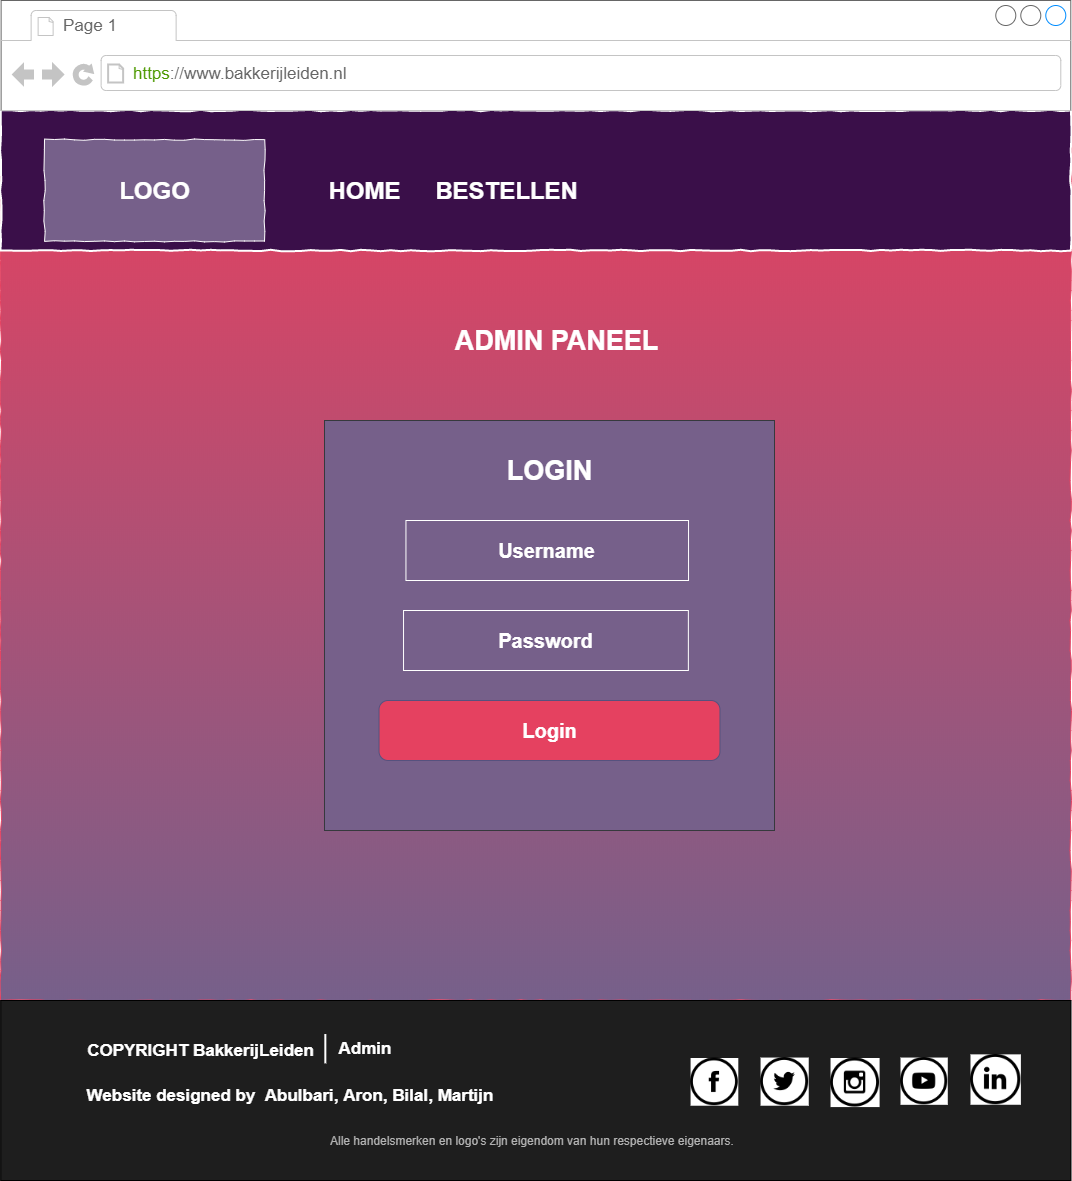 Page 1
https://www.bakkerijleiden.nl
LOGO
HOME BESTELLEN
ADMIN PANEEL
LOGIN
Username
Password
Login
COPYRIGHT BakkerijLeiden
Admin
Website designed by Abulbari, Aron, Bilal, Martijn
Alle handelsmerken en logo's zijn eigendom van hun respectieve eigenaars.